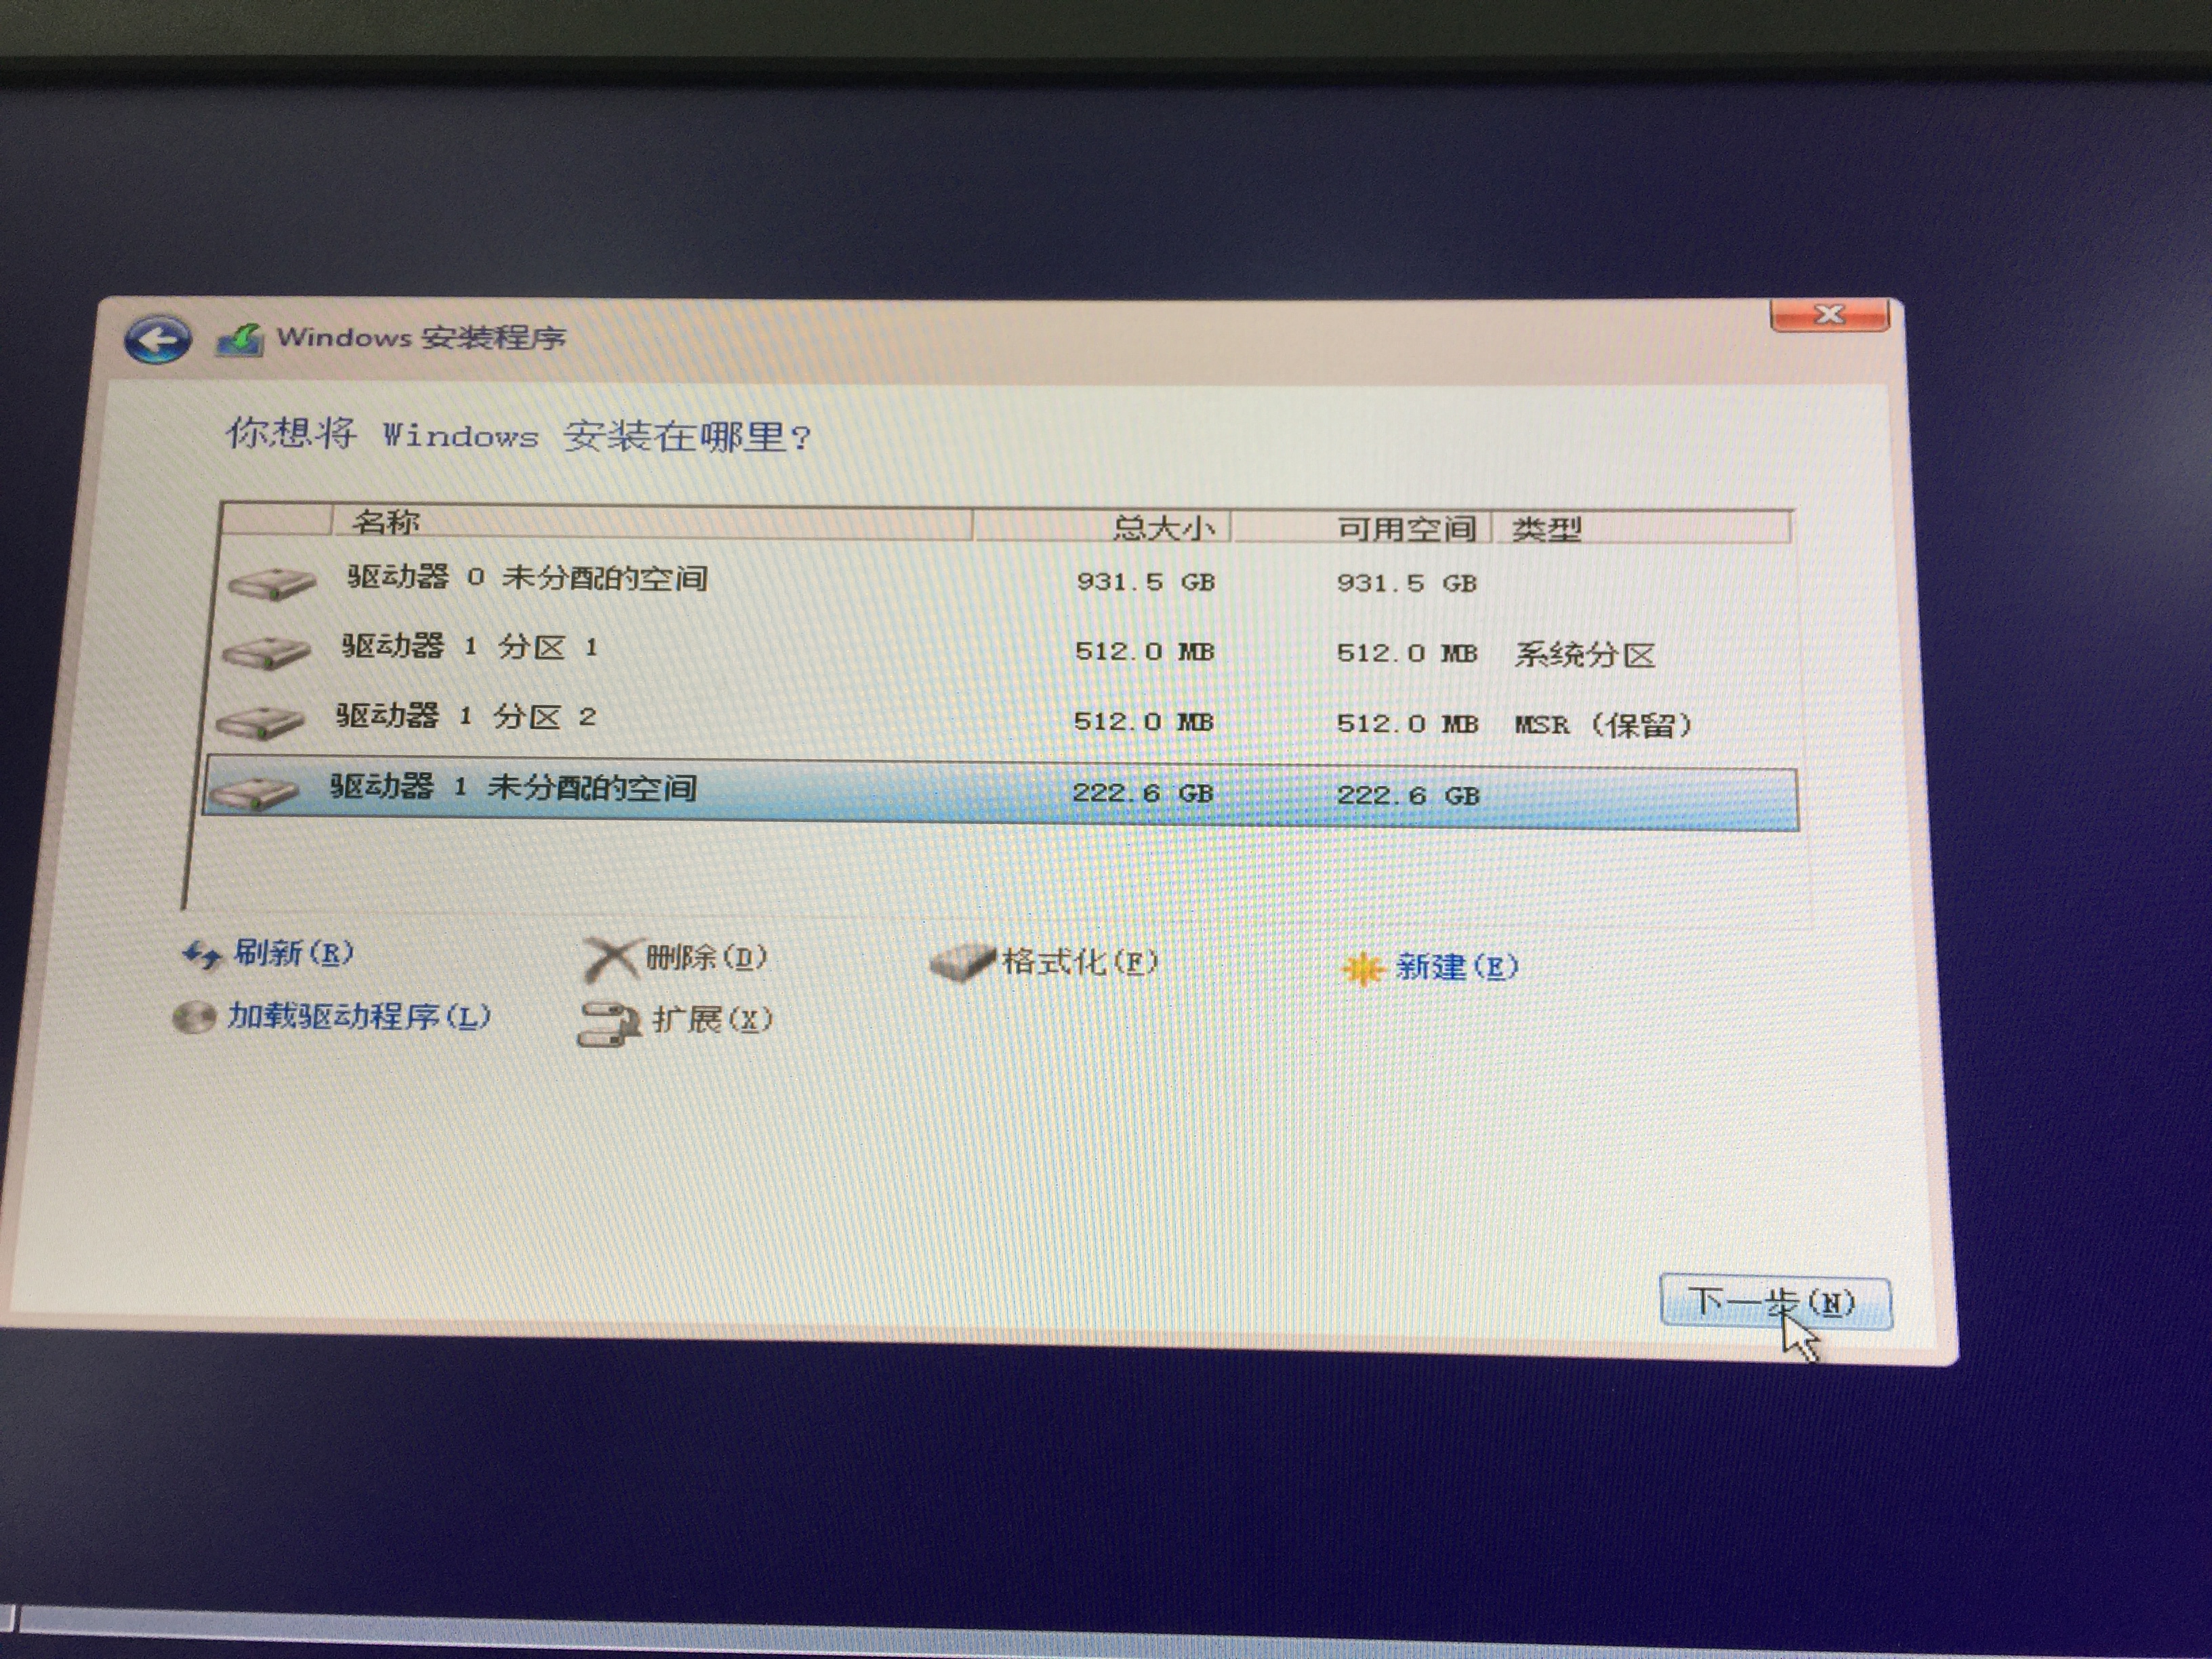 Windows 安装程序
你想将 Windows 安装在哪里?
名称 总大小 可用空间 类型
驱动器 0 未分配的空间 931.5 GB 931.5 GB
驱动器 1 分区 1 512.0 MB 512.0 MB 系统分区
驱动器 1 分区 2 512.0 MB 512.0 MB MSR (保留)
驱动器 1 未分配的空间 222.6 GB 222.6 GB
刷新(R) 删除(D) 格式化(F) 新建(E)
加载驱动程序(L) 扩展(X)
下一步(N)